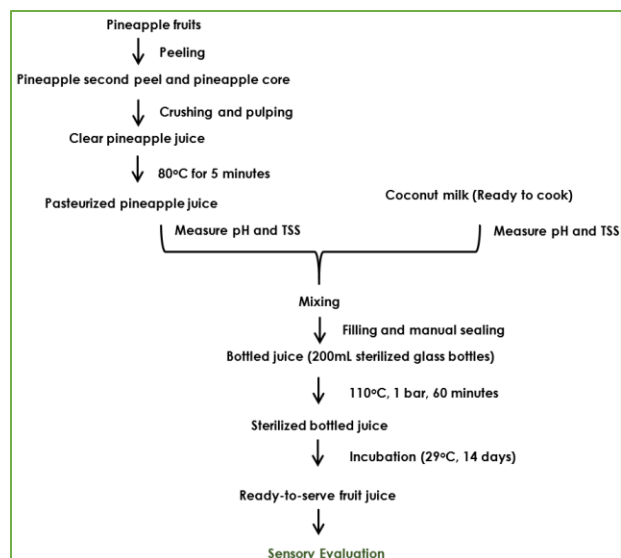 Pineapple fruits
Peeling
Pineapple second peel and pineapple core
Crushing and pulping
Clear pineapple juice
80°C for 5 minutes
Pasteurized pineapple juice
Coconut milk (Ready to cook)
Measure pH and TSS
Measure pH and TSS
Mixing
Filling and manual sealing
Bottled juice (200mL sterilized glass bottles)
110°C, 1 bar, 60 minutes
Sterilized bottled juice
Incubation (29°C, 14 days)
Ready-to-serve fruit juice
Sensory Evaluation